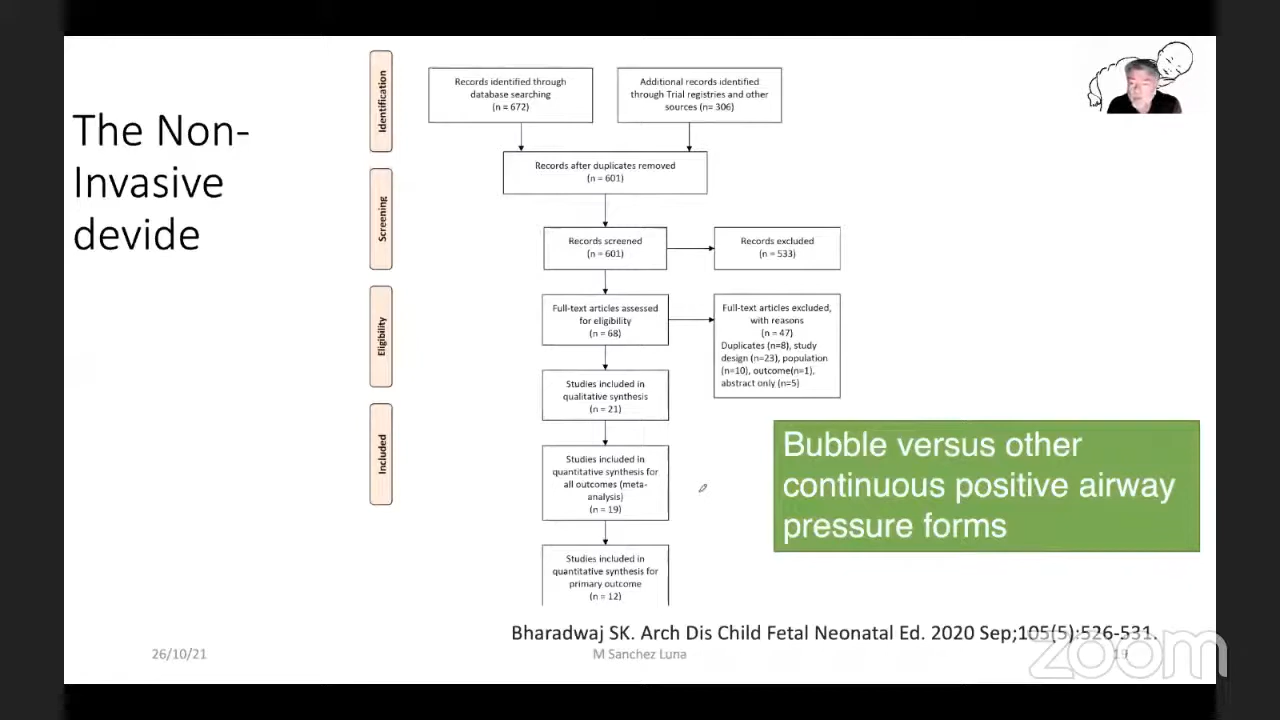 The Non-
Invasive
devide
Identification
Screening
Eligibility
Included
Records identified through
database searching
(n = 672)
Additional records identified
through Trial registries and other
sources (n= 306)
Records after duplicates removed
(n = 601)
Records screened
(n = 601)
Records excluded
(n = 533)
Full-text articles assessed
for eligibility
(n = 68)
Full-text articles excluded,
with reasons
(n = 47)
Duplicates (n=8), study
design (n=23), population
(n=10), outcome(n=1),
abstract only (n=5)
Studies included in
qualitative synthesis
(n = 21)
Studies included in
quantitative synthesis for
all outcomes (meta-
analysis)
(n = 19)
Studies included in
quantitative synthesis for
primary outcome
(n = 12)
Bubble versus other
continuous positive airway
pressure forms
Bharadwaj SK. Arch Dis Child Fetal Neonatal Ed. 2020 Sep;105(5):526-531.
26/10/21
M Sanchez Luna
19
zoom